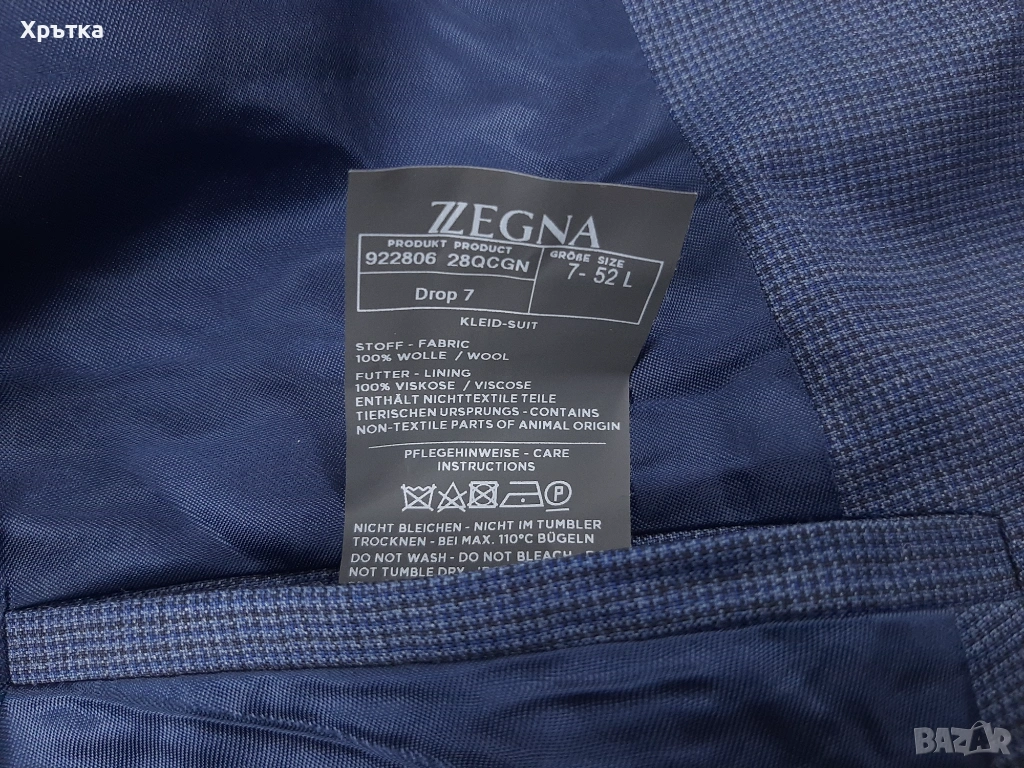 Хрътка
ZZEGNA
PRODUKT PRODUCT
922806 28QCGN
Drop 7
GRÖßE SIZE
7- 52 L
KLEID-SUIT
STOFF - FABRIC
100% WOLLE / WOOL
FUTTER - LINING
100% VISKOSE / VISCOSE
ENTHÄLT NICHTTEXTILE TEILE
TIERISCHEN URSPRUNGS - CONTAINS
NON-TEXTILE PARTS OF ANIMAL ORIGIN
PFLEGEHINWEISE - CARE
INSTRUCTIONS
P
NICHT BLEICHEN - NICHT IM TUMBLER
TROCKNEN - BEI MAX. 110°C BÜGELN
DO NOT WASH - DO NOT BLEACH -
NOT TUMBLE DRY -
BAZAR